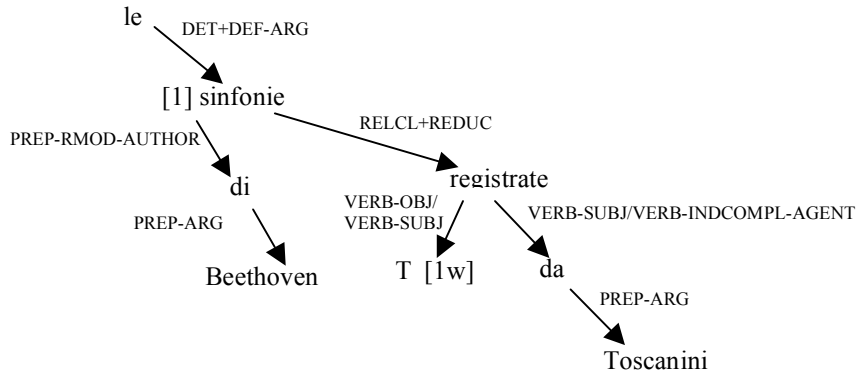 le
DET+DEF-ARG
[1] sinfonie
PREP-RMOD-AUTHOR
RELCL+REDUC
di
registrate
VERB-OBJ/
VERB-SUBJ
VERB-SUBJ/VERB-INDCOMPL-AGENT
PREP-ARG
Beethoven
T [1w]
da
PREP-ARG
Toscanini